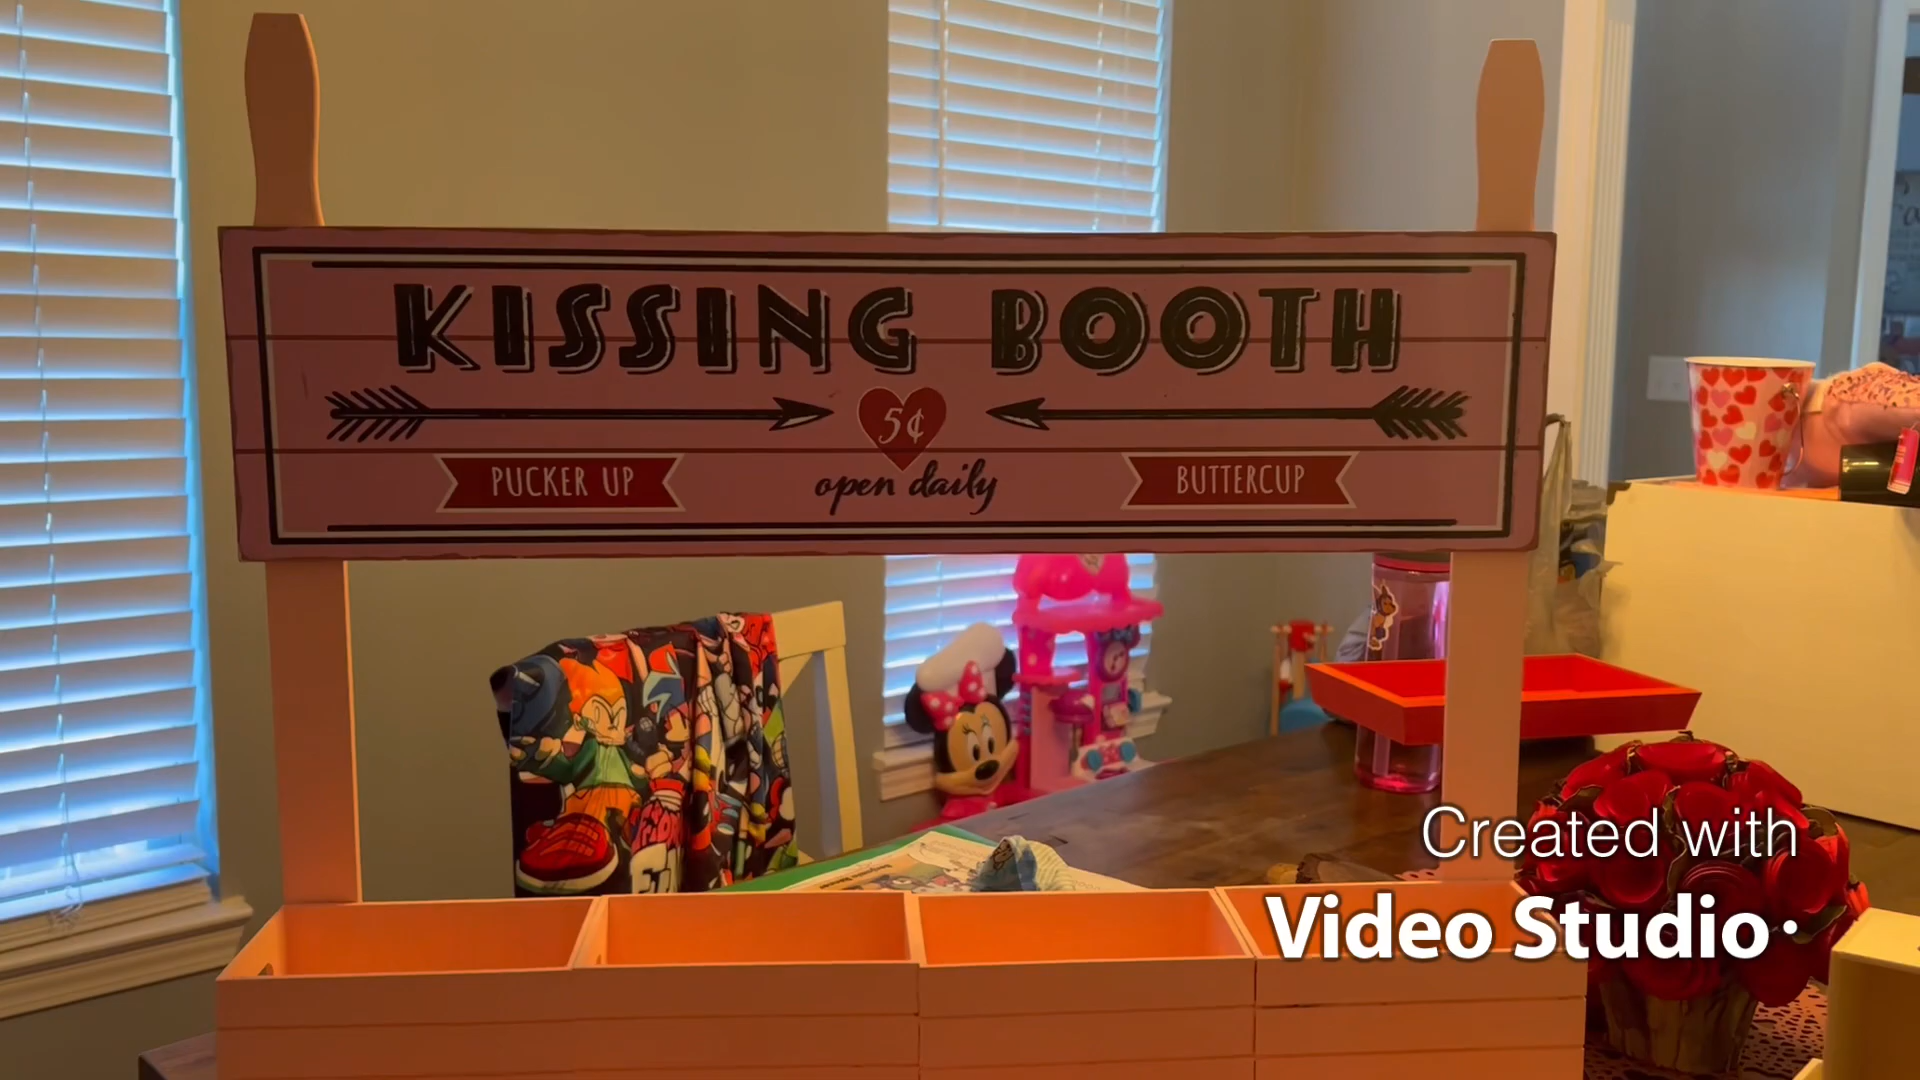 KISSING BOOTH
5¢
PUCKER UP
open daily
BUTTERCUP
Created with
Video Studio